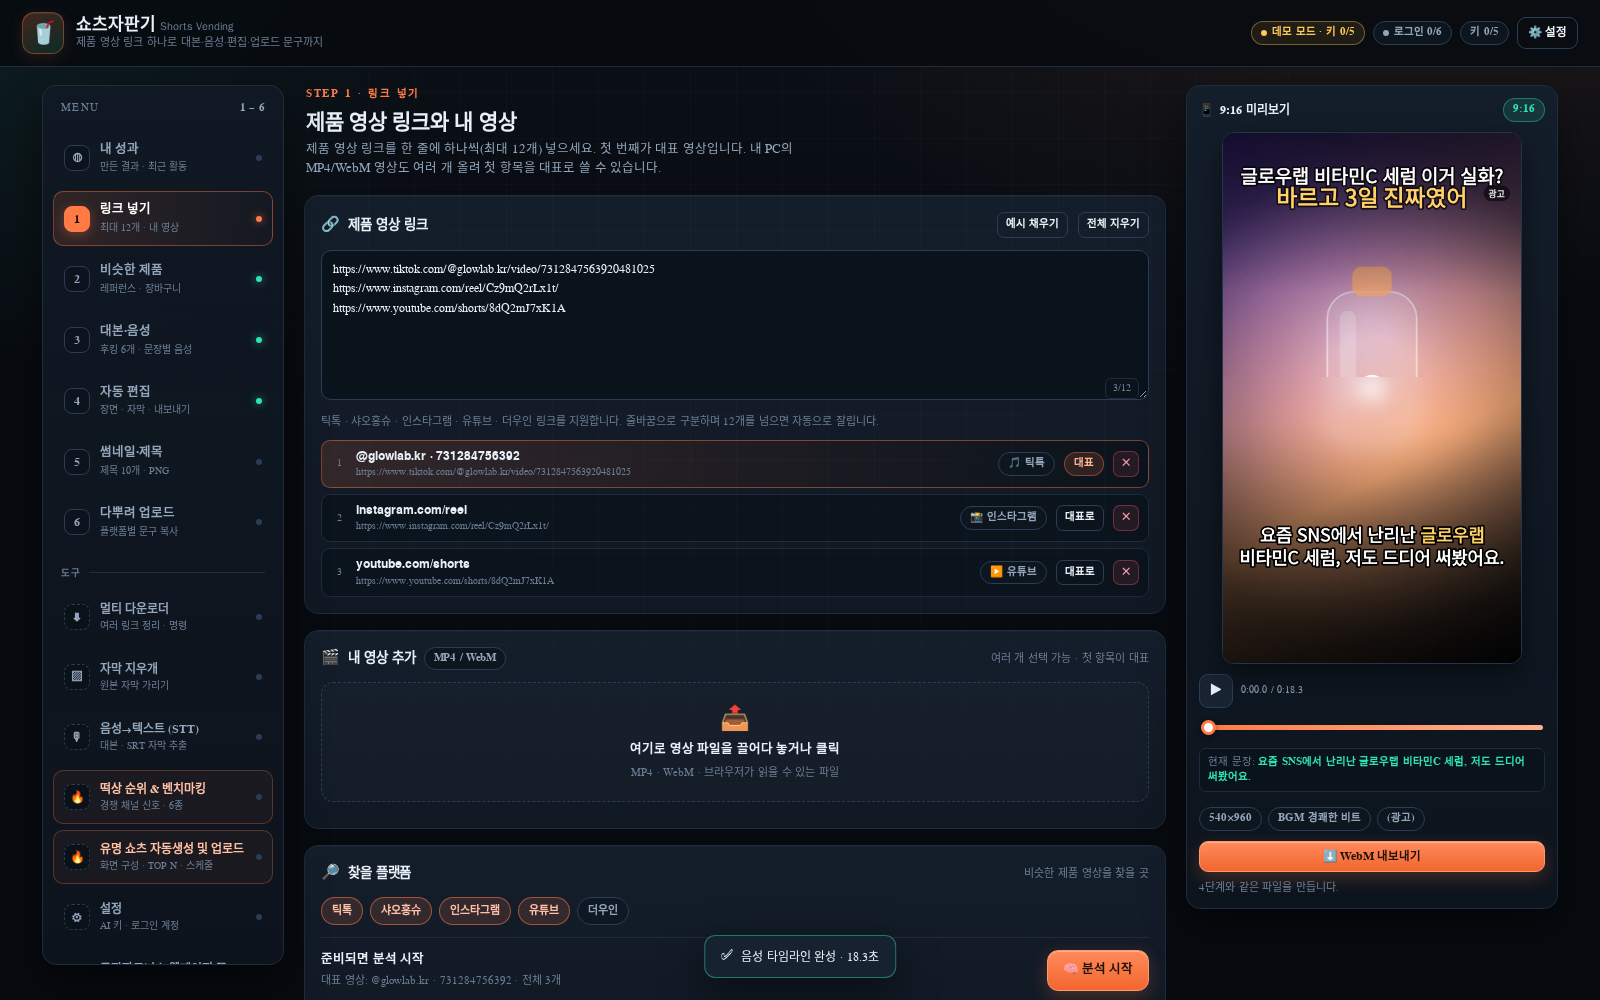 쇼츠자판기 Shorts Vending
제품 영상 링크 하나로 대본·음성·편집·업로드 문구까지
데모 모드 · 키 0/5
로그인 0/6
키 0/5
설정
MENU
1 – 6
내 성과
만든 결과 · 최근 활동
1
링크 넣기
최대 12개 · 내 영상
2
비슷한 제품
레퍼런스 · 장바구니
3
대본·음성
후킹 6개 · 문장별 음성
4
자동 편집
장면 · 자막 · 내보내기
5
썸네일·제목
제목 10개 · PNG
6
다뿌려 업로드
플랫폼별 문구 복사
도구
멀티 다운로더
여러 링크 정리 · 명령
자막 지우개
원본 자막 가리기
음성→텍스트 (STT)
대본 · SRT 자막 추출
떡상 순위 & 벤치마킹
경쟁 채널 신호 · 6종
유명 쇼츠 자동생성 및 업로드
화면 구성 · TOP N · 스케줄
설정
AI 키 · 로그인 계정
STEP 1 · 링크 넣기
제품 영상 링크와 내 영상
제품 영상 링크를 한 줄에 하나씩(최대 12개) 넣으세요. 첫 번째가 대표 영상입니다. 내 PC의
MP4/WebM 영상도 여러 개 올려 첫 항목을 대표로 쓸 수 있습니다.
제품 영상 링크
예시 채우기
전체 지우기
https://www.tiktok.com/@glowlab.kr/video/7312847563920481025
https://www.instagram.com/reel/Cz9mQ2rLx1t/
https://www.youtube.com/shorts/8dQ2mJ7xK1A
3/12
틱톡 · 샤오홍슈 · 인스타그램 · 유튜브 · 더우인 링크를 지원합니다. 줄바꿈으로 구분하며 12개를 넘으면 자동으로 잘립니다.
1
@glowlab.kr · 731284756392
https://www.tiktok.com/@glowlab.kr/video/7312847563920481025
틱톡
대표
✕
2
instagram.com/reel
https://www.instagram.com/reel/Cz9mQ2rLx1t/
인스타그램
대표로
✕
3
youtube.com/shorts
https://www.youtube.com/shorts/8dQ2mJ7xK1A
유튜브
대표로
✕
내 영상 추가
MP4 / WebM
여러 개 선택 가능 · 첫 항목이 대표
여기로 영상 파일을 끌어다 놓거나 클릭
MP4 · WebM · 브라우저가 읽을 수 있는 파일
찾을 플랫폼
비슷한 제품 영상을 찾을 곳
틱톡
샤오홍슈
인스타그램
유튜브
더우인
준비되면 분석 시작
대표 영상: @glowlab.kr · 731284756392 · 전체 3개
분석 시작
음성 타임라인 완성 · 18.3초
9:16 미리보기
9:16
글로우랩 비타민C 세럼 이거 실화?
바르고 3일 진짜였어
광고
요즘 SNS에서 난리난 글로우랩
비타민C 세럼, 저도 드디어 써봤어요.
0:00.0 / 0:18.3
현재 문장: 요즘 SNS에서 난리난 글로우랩 비타민C 세럼, 저도 드디어
써봤어요.
540×960
BGM 경쾌한 비트
(광고)
WebM 내보내기
4단계와 같은 파일을 만듭니다.